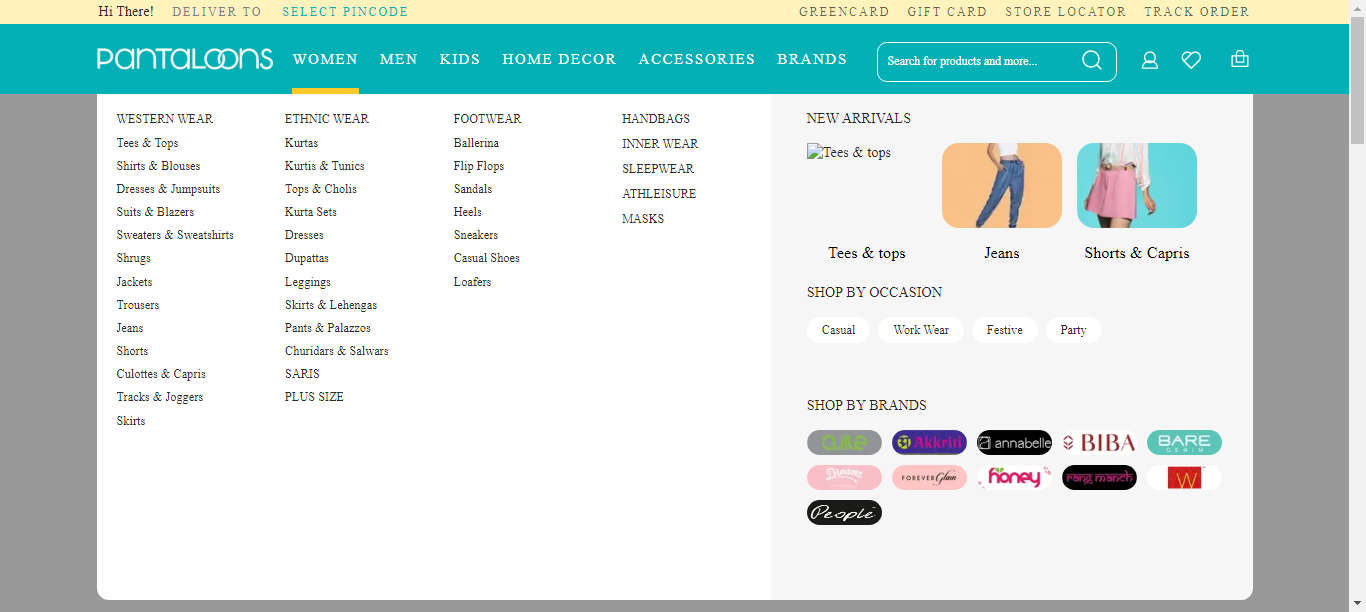 Hi There! DELIVER TO SELECT PINCODE GREENCARD GIFT CARD STORE LOCATOR TRACK ORDER
PANTALOONS WOMEN MEN KIDS HOME DECOR ACCESSORIES BRANDS Search for products and more...
WESTERN WEAR
Tees & Tops
Shirts & Blouses
Dresses & Jumpsuits
Suits & Blazers
Sweaters & Sweatshirts
Shrugs
Jackets
Trousers
Jeans
Shorts
Culottes & Capris
Tracks & Joggers
Skirts
ETHNIC WEAR
Kurtas
Kurtis & Tunics
Tops & Cholis
Kurta Sets
Dresses
Dupattas
Leggings
Skirts & Lehengas
Pants & Palazzos
Churidars & Salwars
SARIS
PLUS SIZE
FOOTWEAR
Ballerina
Flip Flops
Sandals
Heels
Sneakers
Casual Shoes
Loafers
HANDBAGS
INNER WEAR
SLEEPWEAR
ATHLEISURE
MASKS
NEW ARRIVALS
Tees & tops
Tees & tops Jeans Shorts & Capris
SHOP BY OCCASION
Casual Work Wear Festive Party
SHOP BY BRANDS
Akkriti annabelle BIBA BARE DENIM
Dreamz FOREVER Glam honey rang manch W
People